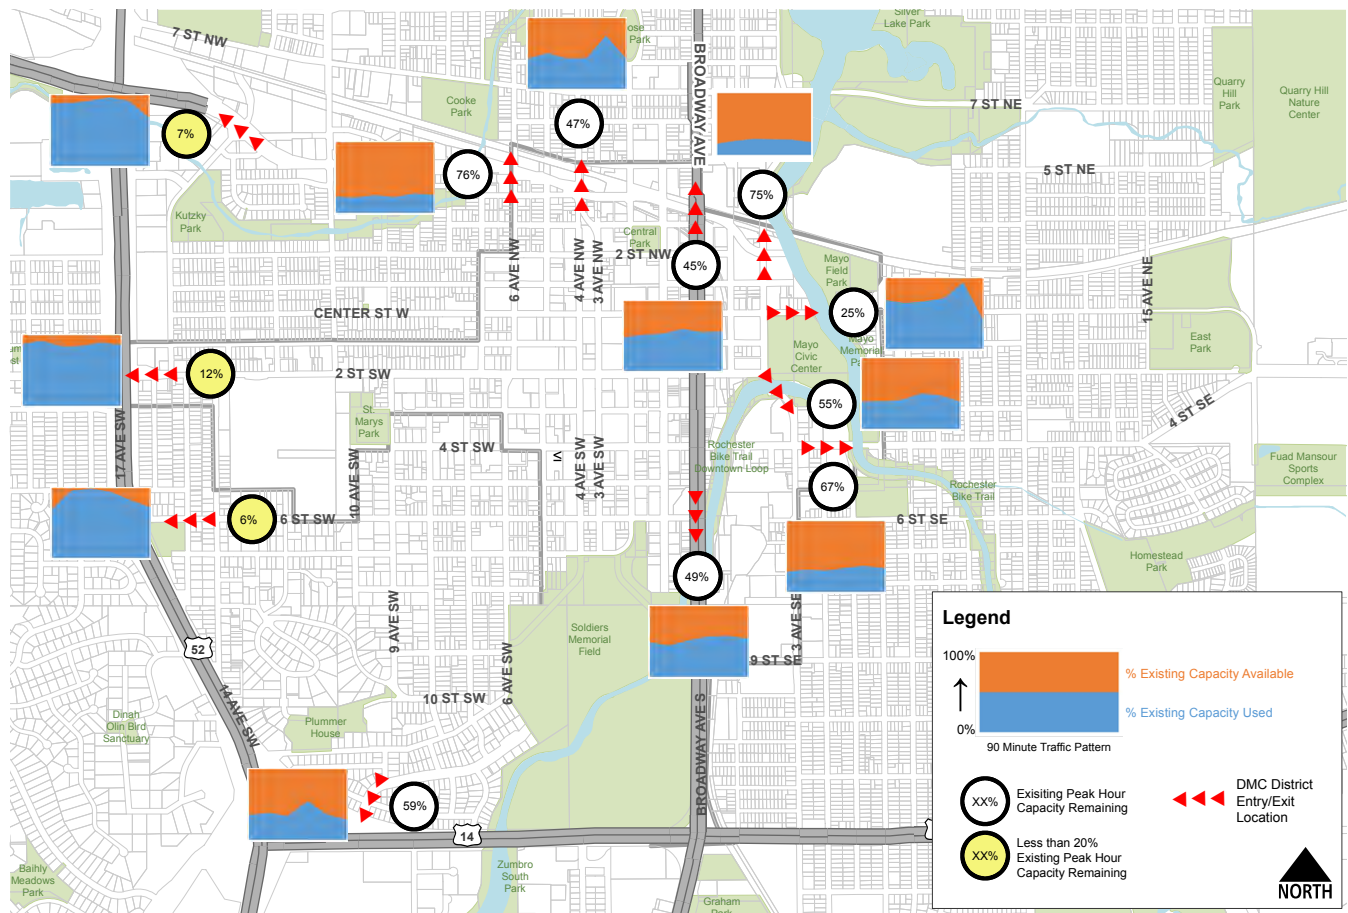 7 ST NW
Silver
Lake Park
ose
Park
BROADWAY AVE
Quarry
Hill
Park
Quarry Hill
Nature
Center
7 ST NE
Cooke
Park
47%
7%
76%
75%
5 ST NE
Kutzky
Park
Central
Park
2 ST NW
6 AVE NW
4 AVE NW
3 AVE NW
45%
Mayo
Field
Park
15 AVE NE
CENTER ST W
25%
Mayo
Civic
Center
Mayo
Memorial
East
Park
12%
2 ST SW
55%
St.
Marys
Park
4 ST SE
17 AVE SW
4 ST SW
10 AVE SW
VI
4 AVE SW
3 AVE SW
Rochester
Bike Trail
Downtown Loop
Fuad Mansour
Sports
Complex
67%
Rochester
Bike Trail
6%
6 ST SW
6 ST SE
Homestead
Park
49%
9 AVE SW
Soldiers
Memorial
Field
3 AVE SE
9 ST SE
52
6 AVE SW
10 ST SW
14 AVE SW
Dinah
Olin Bird
Sanctuary
Plummer
House
BROADWAY AVE S
59%
14
Baihly
Meadows
Park
Zumbro
South
Park
Graham
Park
Legend
100%
0%
% Existing Capacity Available
% Existing Capacity Used
90 Minute Traffic Pattern
XX%
Exisiting Peak Hour
Capacity Remaining
DMC District
Entry/Exit
Location
XX%
Less than 20%
Existing Peak Hour
Capacity Remaining
NORTH